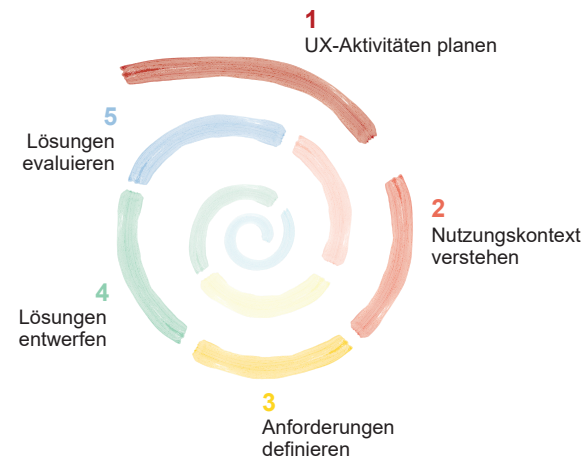 1
UX-Aktivitäten planen
2
Nutzungskontext
verstehen
3
Anforderungen
definieren
4
Lösungen
entwerfen
5
Lösungen
evaluieren